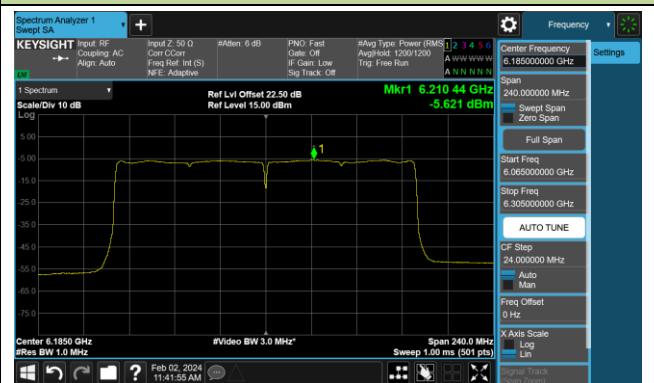 Spectrum Analyzer 1
Swept SA
Frequency
KEYSIGHT
Input: RF
Coupling: AC
Align: Auto
Input Z: 50 Ω
Corr CCorr
Freq Ref: Int (S)
NFE: Adaptive
#Atten: 6 dB
PNO: Fast
Gate: Off
IF Gain: Low
Sig Track: Off
#Avg Type: Power (RMS
Avg|Hold: 1200/1200
Trig: Free Run
1 2 3 4 5 6
A W W W W W
A N N N N N
1 Spectrum
Scale/Div 10 dB
Log
Ref Lvl Offset 22.50 dB
Ref Level 15.00 dBm
Mkr1 6.210 44 GHz
-5.621 dBm
5.00
-5.00
-15.0
-25.0
-35.0
-45.0
-55.0
-65.0
-75.0
1
Center 6.1850 GHz
#Res BW 1.0 MHz
#Video BW 3.0 MHz*
Span 240.0 MHz
Sweep 1.00 ms (501 pts)
Center Frequency
6.185000000 GHz
Settings
Span
240.000000 MHz
Swept Span
Zero Span
Full Span
Start Freq
6.065000000 GHz
Stop Freq
6.305000000 GHz
AUTO TUNE
CF Step
24.000000 MHz
Auto
Man
Freq Offset
0 Hz
X Axis Scale
Log
Lin
Signal Track
Feb 02, 2024
11:41:55 AM